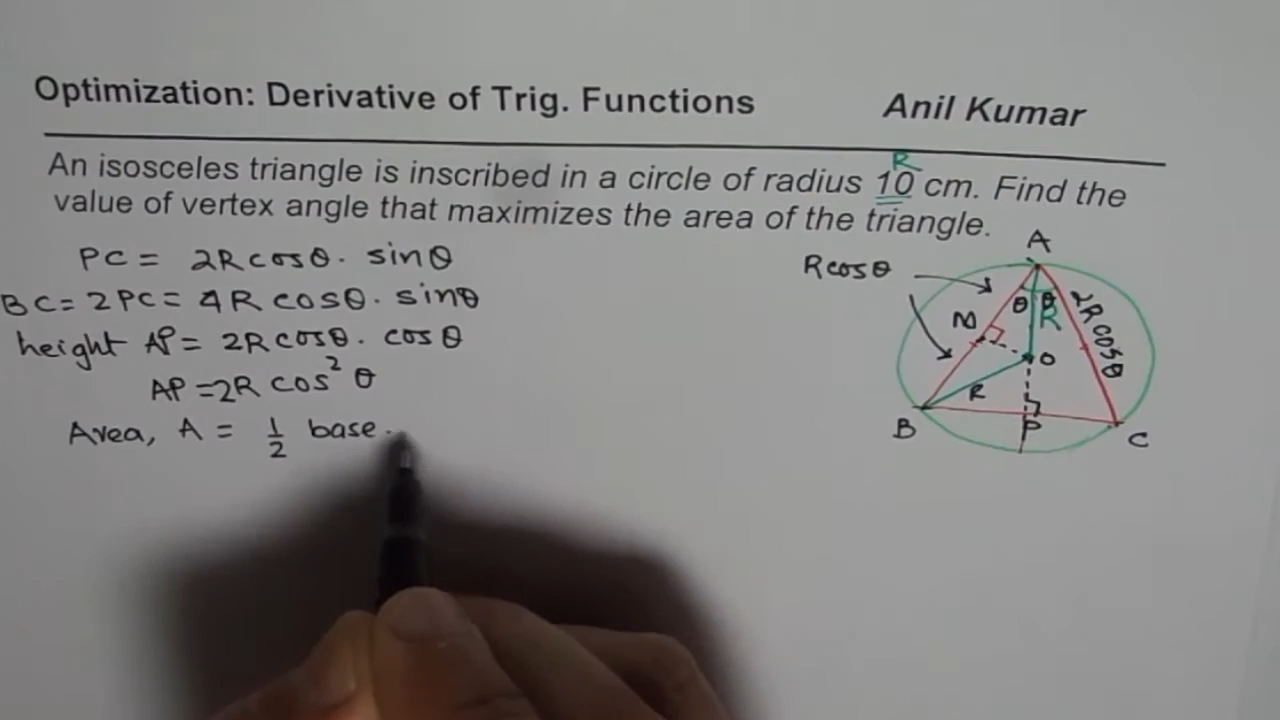 Optimization: Derivative of Trig. Functions Anil Kumar
R
An isosceles triangle is inscribed in a circle of radius 10 cm. Find the
value of vertex angle that maximizes the area of the triangle.
PC = 2R cosθ · sinθ
BC = 2PC = 4R cosθ · sinθ
height AP = 2R cosθ · cosθ
AP = 2R cos² θ
Area, A = 1/2 base ·
A
R cosθ
θ θ
R
2R cosθ
M
O
R
B
P
C